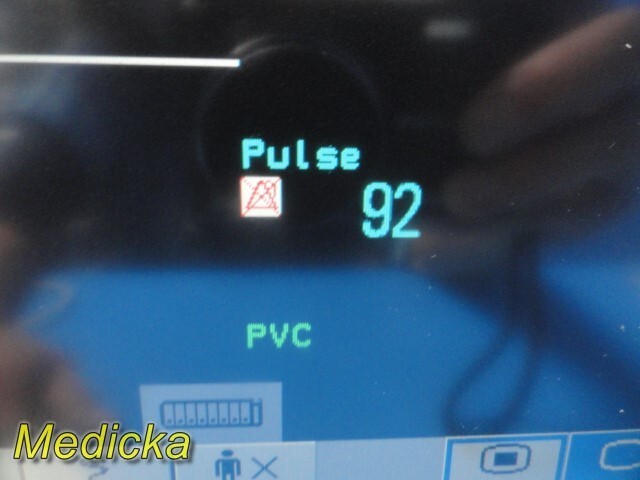 Pulse
92
PVC
Medicka